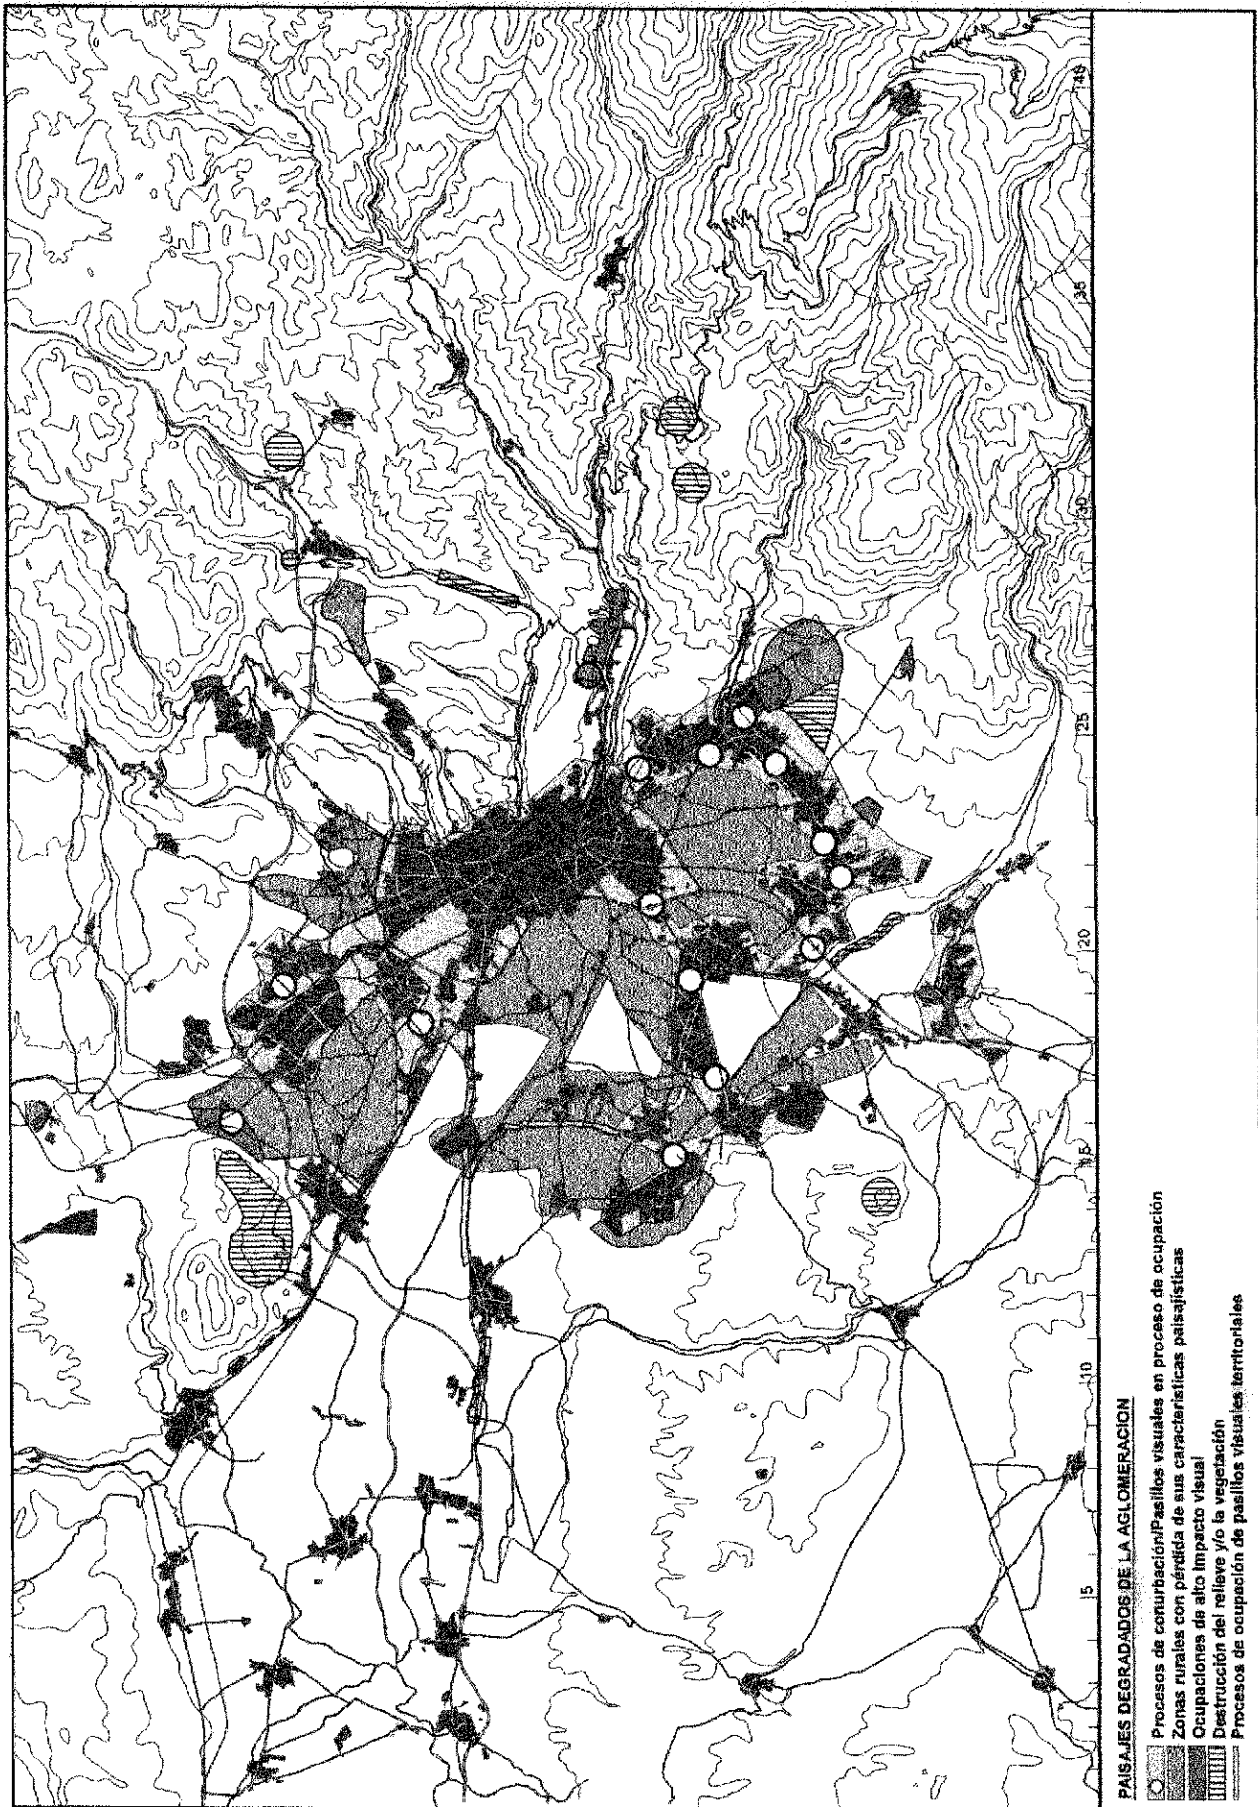 PAISAJES DEGRADADOS DE LA AGLOMERACION
Procesos de conurbación/Pasillos visuales en proceso de ocupación
Zonas rurales con pérdida de sus características paisajísticas
Ocupaciones de alto impacto visual
Destrucción del relieve y/o la vegetación
Procesos de ocupación de pasillos visuales territoriales
5
10
15
20
25
30
35
40